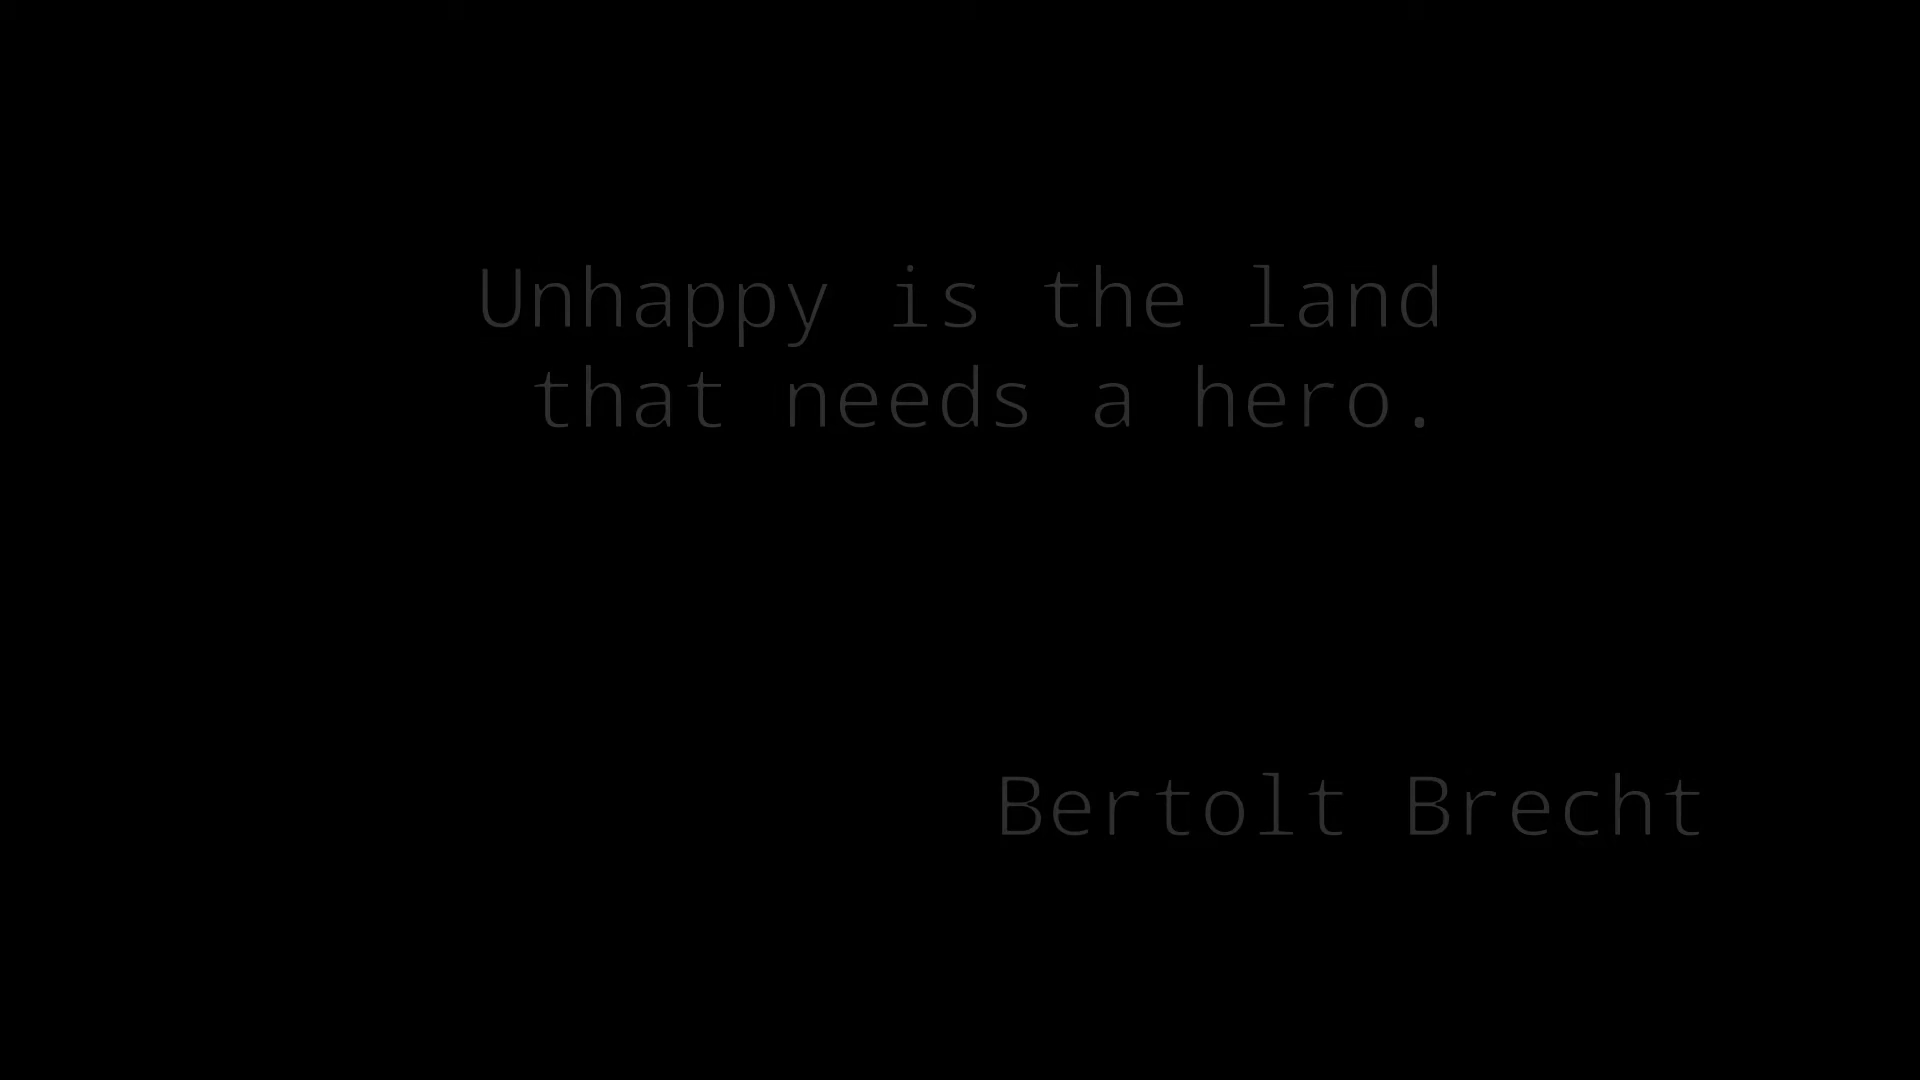 Unhappy is the land
that needs a hero.
Bertolt Brecht